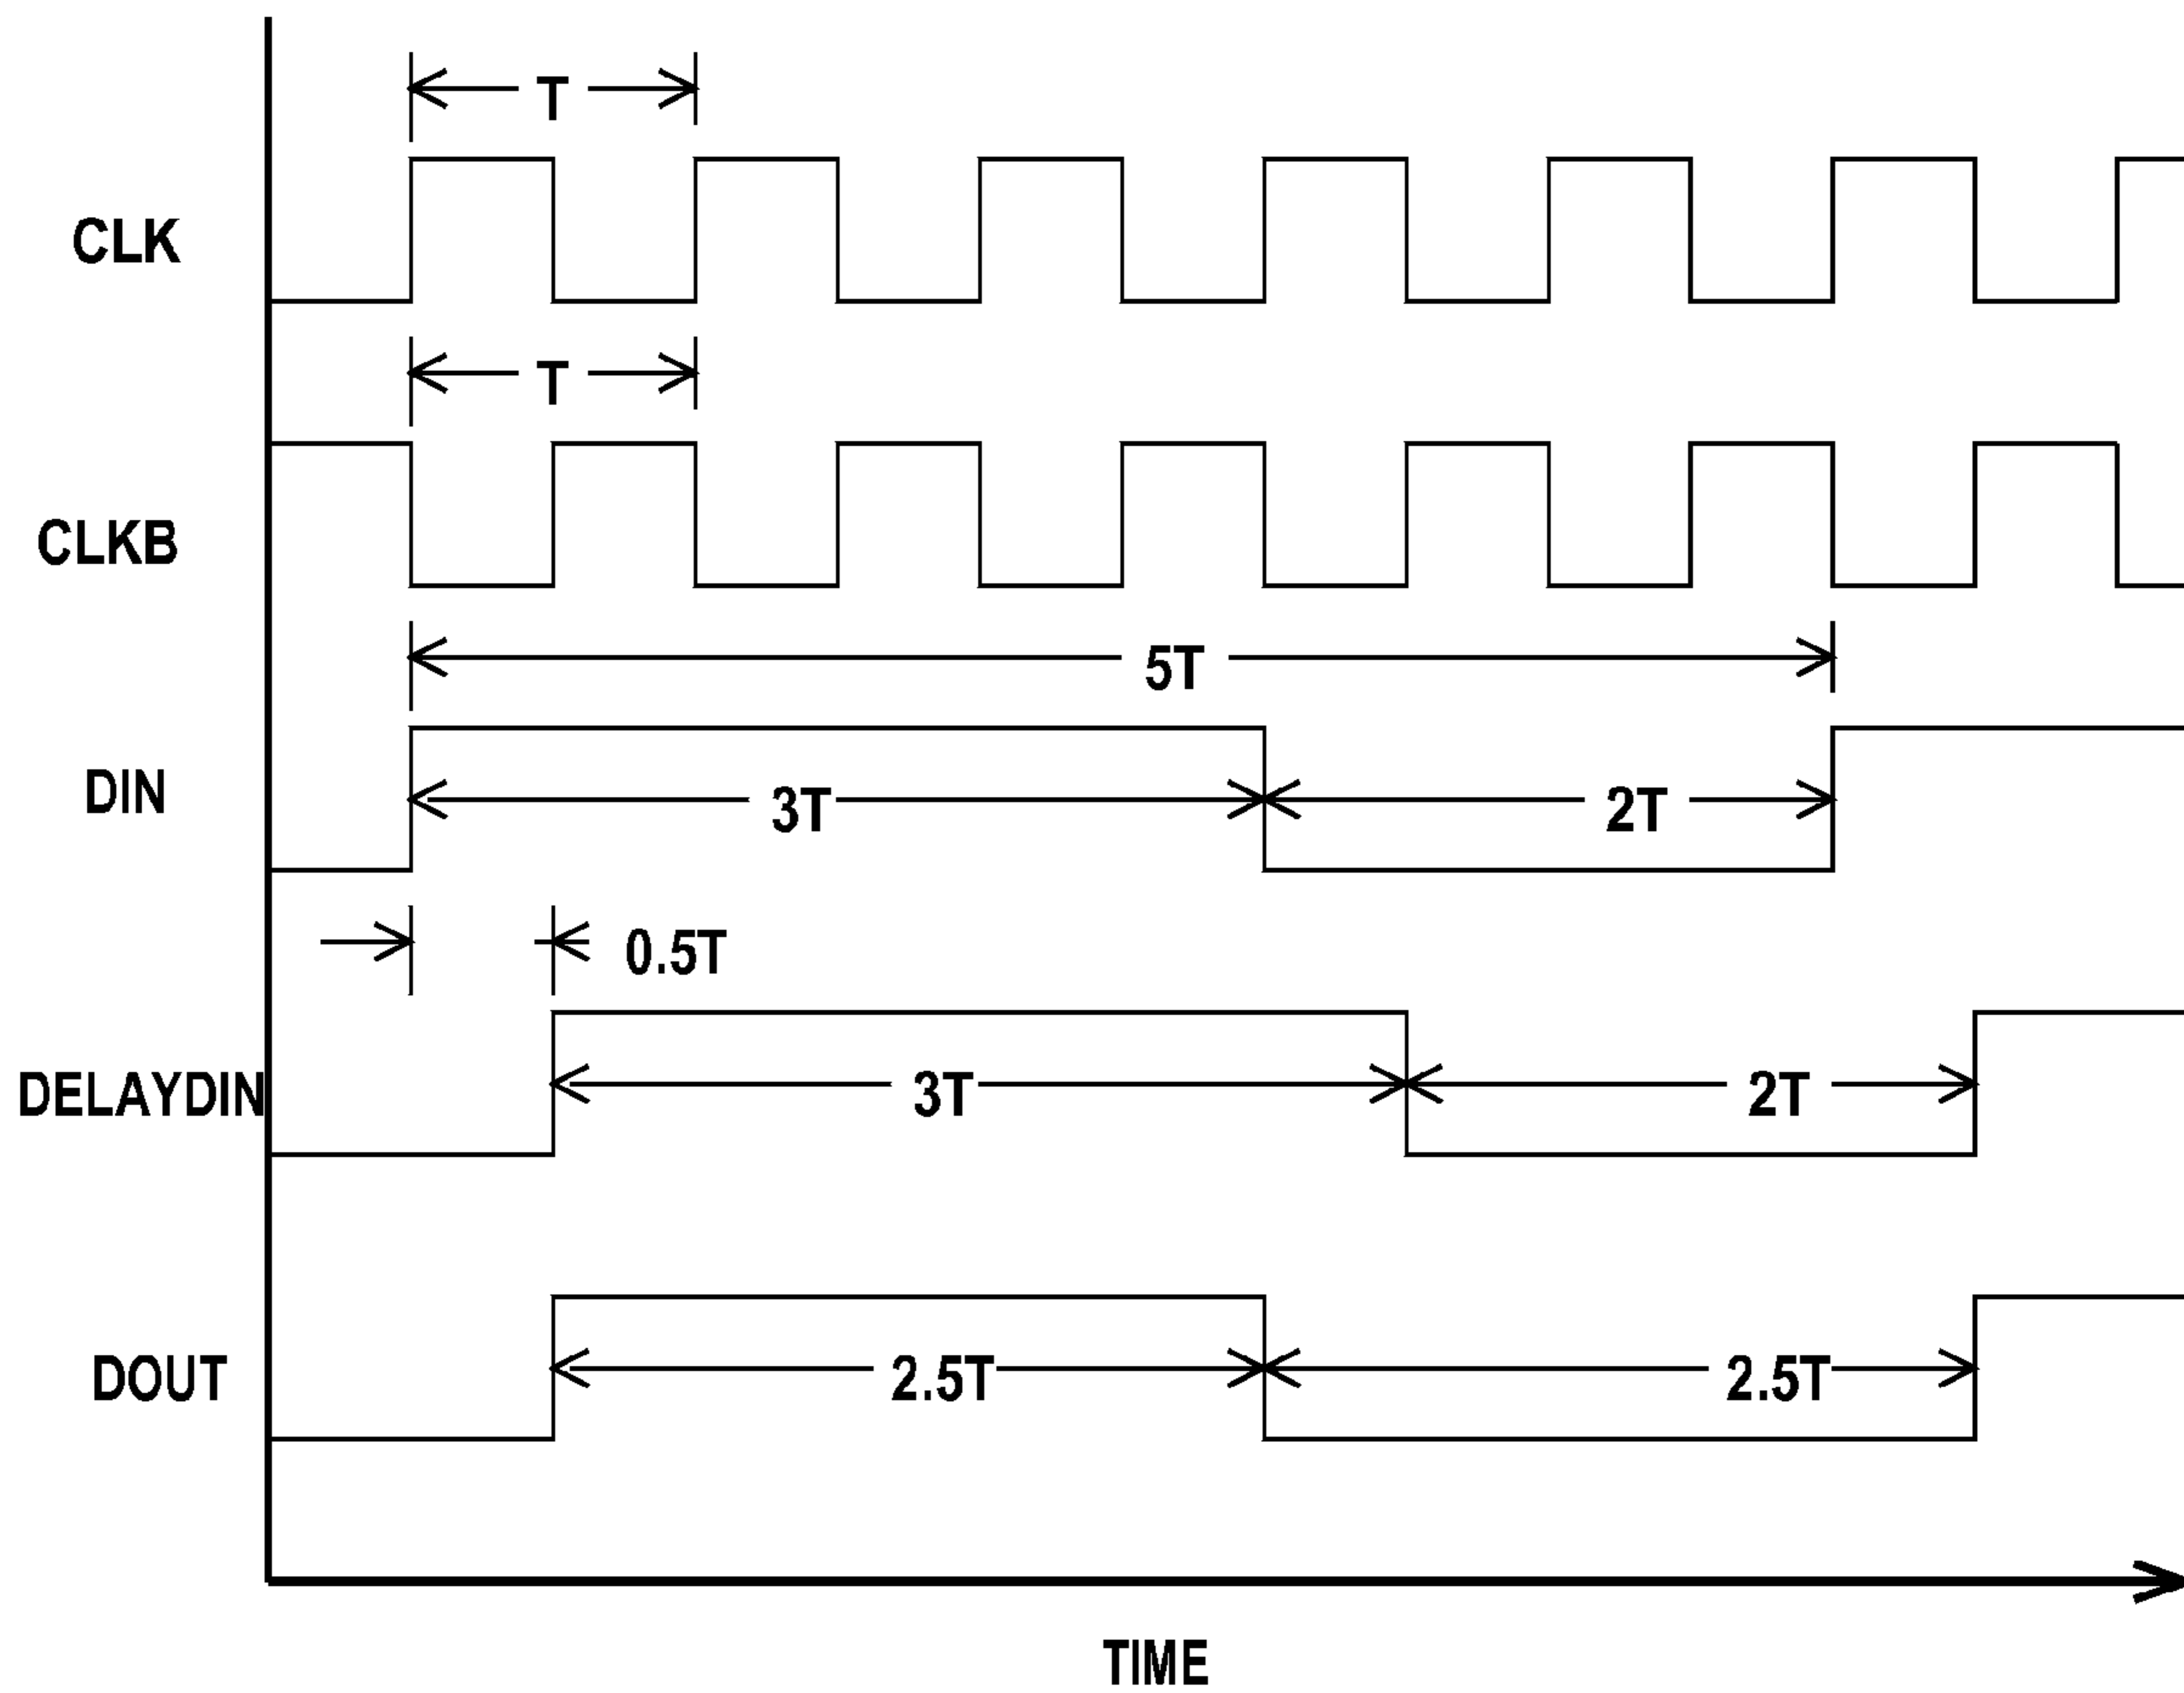 T
CLK
T
CLKB
5T
DIN
3T
2T
0.5T
DELAYDIN
3T
2T
DOUT
2.5T
2.5T
TIME